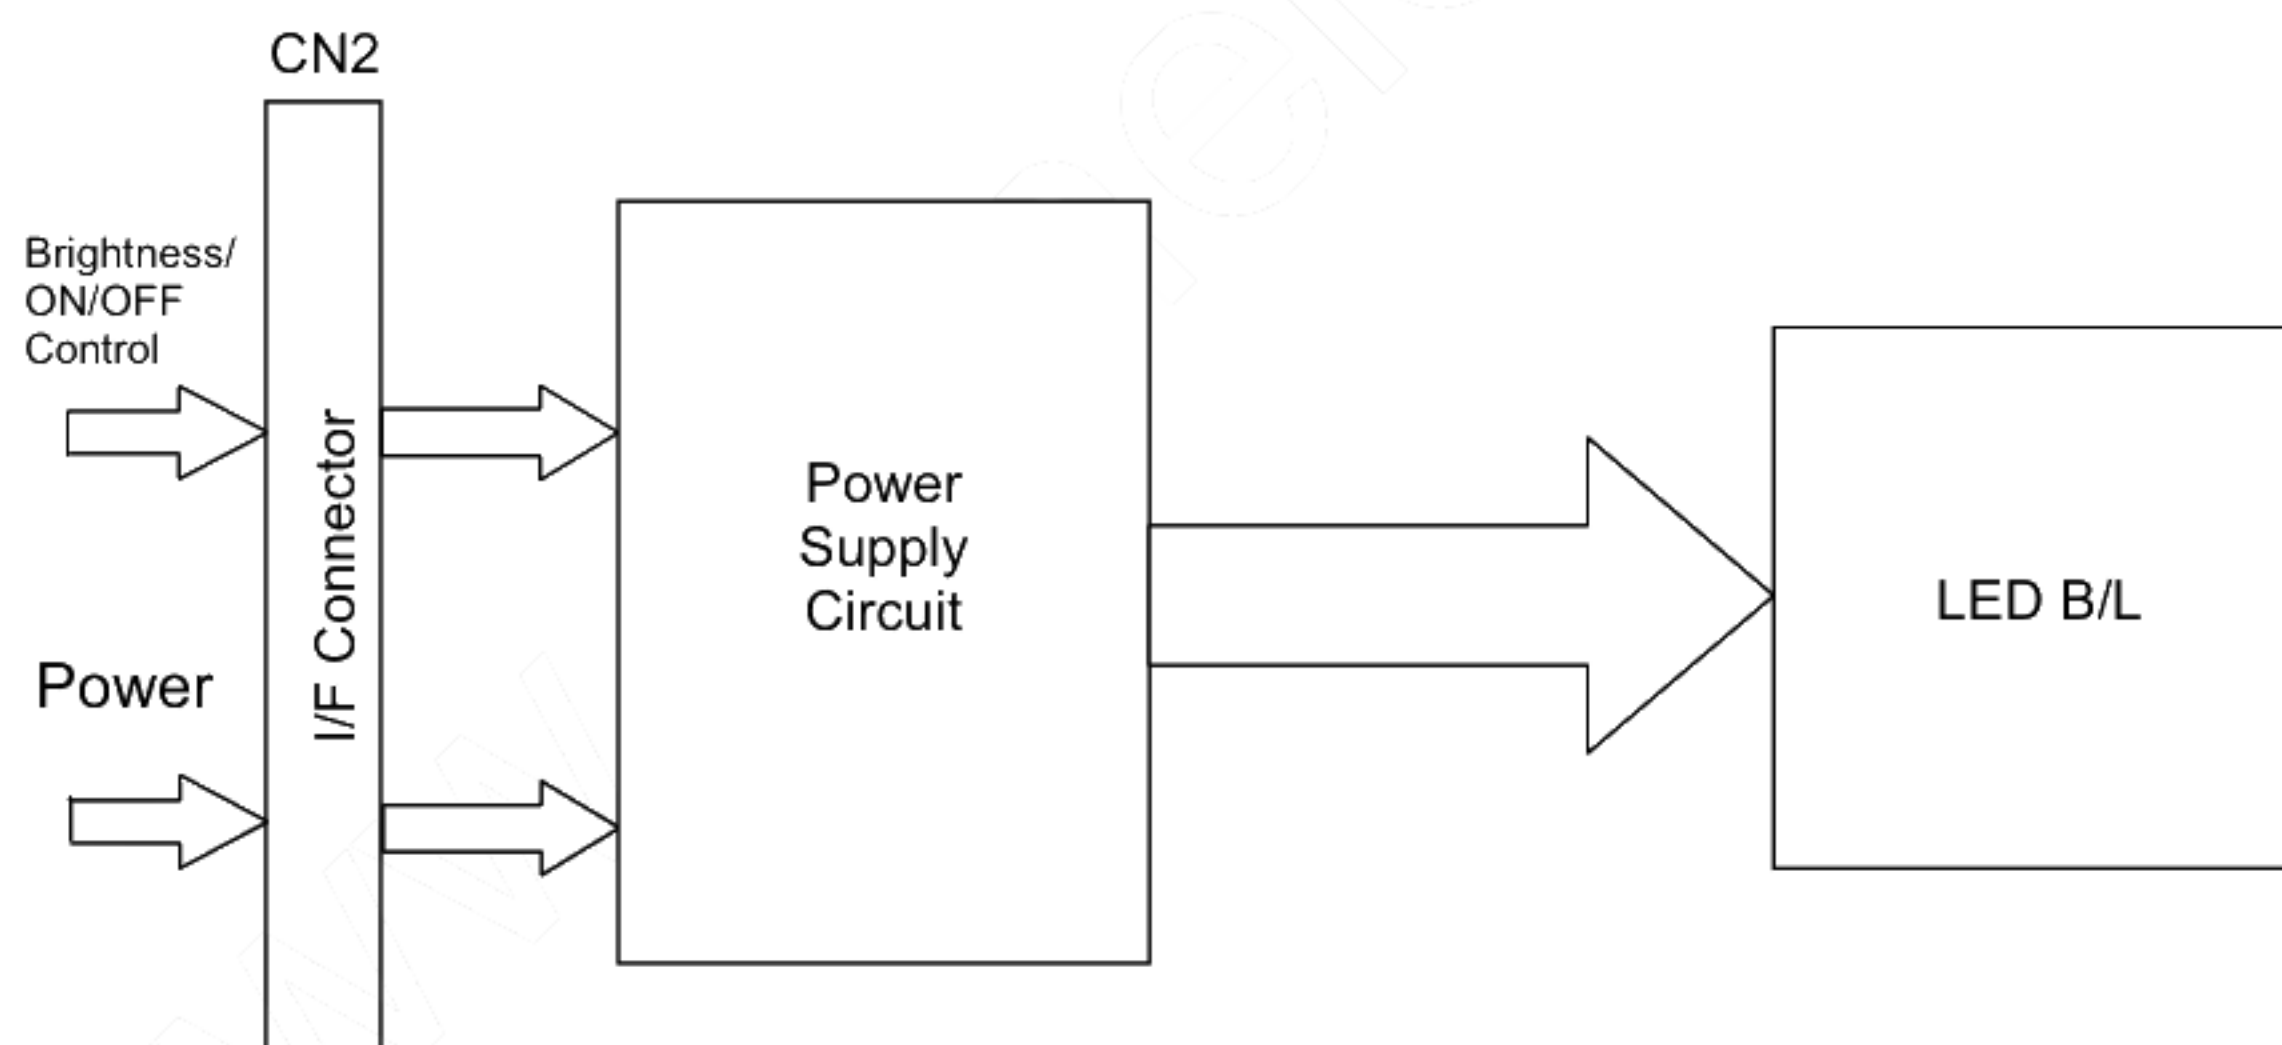 CN2
Brightness/
ON/OFF
Control
I/F Connector
Power
Power
Supply
Circuit
LED B/L